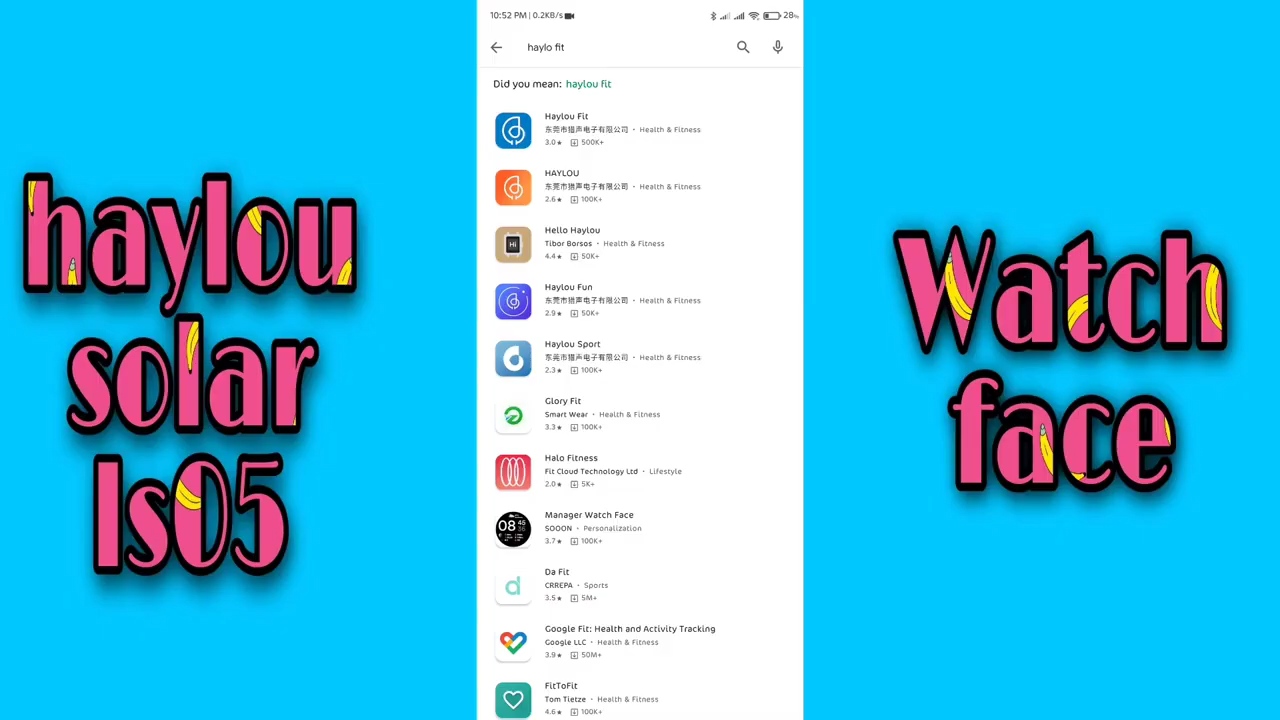 haylou
solar
ls05
10:52 PM | 0.2KB/s
28%
haylo fit
Did you mean: haylou fit
Haylou Fit
东莞市猎声电子有限公司 • Health & Fitness
3.0★ 500K+
HAYLOU
东莞市猎声电子有限公司 • Health & Fitness
2.6★ 100K+
Hello Haylou
Tibor Borsos • Health & Fitness
Hi
4.4★ 50K+
Haylou Fun
东莞市猎声电子有限公司 • Health & Fitness
2.9★ 50K+
Haylou Sport
东莞市猎声电子有限公司 • Health & Fitness
2.3★ 100K+
Glory Fit
Smart Wear • Health & Fitness
3.3★ 100K+
Halo Fitness
Fit Cloud Technology Ltd • Lifestyle
2.0★ 5K+
Manager Watch Face
08 45
SOOON • Personalization
3.7★ 100K+
Da Fit
d
CRREPA • Sports
3.5★ 5M+
Google Fit: Health and Activity Tracking
Google LLC • Health & Fitness
3.9★ 50M+
FitToFit
Tom Tietze • Health & Fitness
4.6★ 100K+
Watch
face